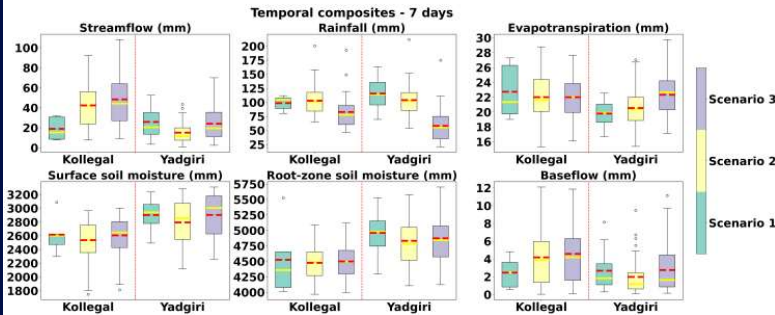 Temporal composites - 7 days
Streamflow (mm)
Rainfall (mm)
Evapotranspiration (mm)
100
80
60
40
20
0
200
175
150
125
100
75
50
25
30
28
26
24
22
20
18
16
Kollegal
Yadgiri
Kollegal
Yadgiri
Kollegal
Yadgiri
Surface soil moisture (mm)
Root-zone soil moisture (mm)
Baseflow (mm)
3200
3000
2800
2600
2400
2200
2000
1800
5750
5500
5250
5000
4750
4500
4250
4000
12
10
8
6
4
2
0
Kollegal
Yadgiri
Kollegal
Yadgiri
Kollegal
Yadgiri
Scenario 3
Scenario 2
Scenario 1